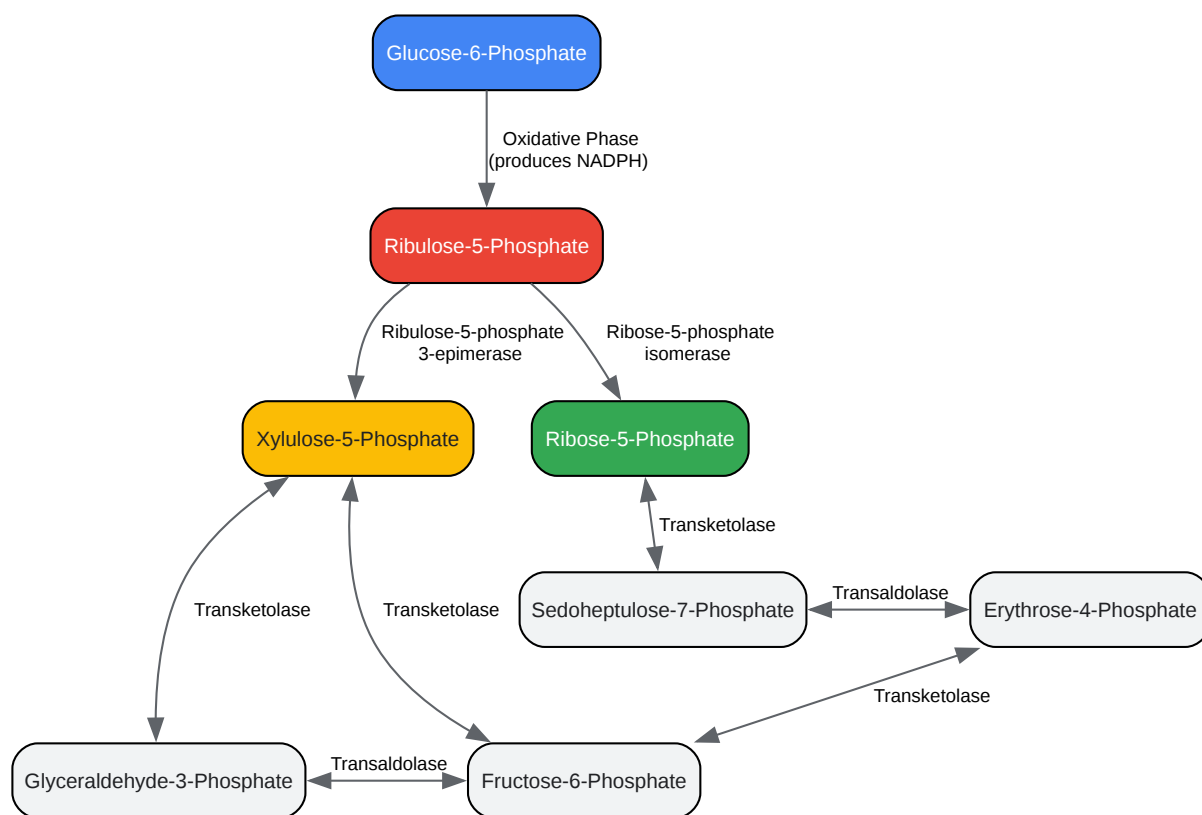 Glucose-6-Phosphate
Oxidative Phase
(produces NADPH)
Ribulose-5-Phosphate
Ribulose-5-phosphate
3-epimerase
Ribose-5-phosphate
isomerase
Xylulose-5-Phosphate
Ribose-5-Phosphate
Transketolase
Transketolase
Transketolase
Sedoheptulose-7-Phosphate
Transaldolase
Erythrose-4-Phosphate
Transketolase
Glyceraldehyde-3-Phosphate
Transaldolase
Fructose-6-Phosphate